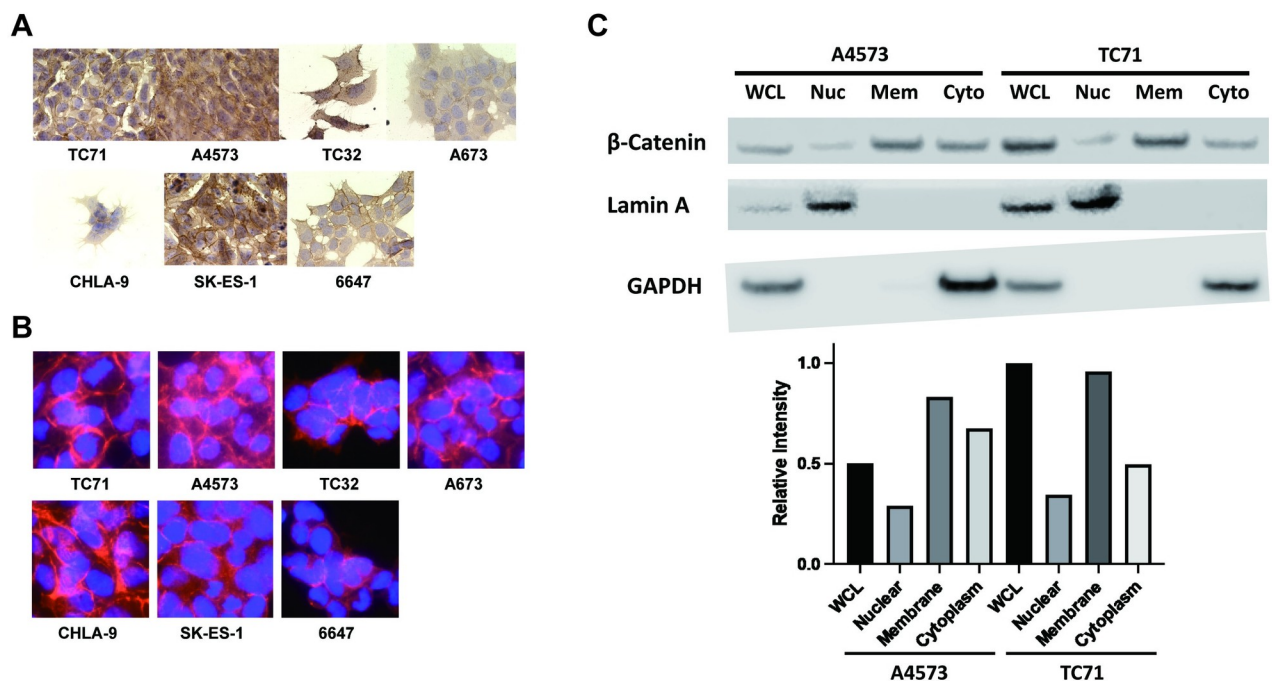 A
TC71 A4573 TC32 A673
CHLA-9 SK-ES-1 6647
B
TC71 A4573 TC32 A673
CHLA-9 SK-ES-1 6647
C
A4573 TC71
WCL Nuc Mem Cyto WCL Nuc Mem Cyto
β-Catenin
Lamin A
GAPDH
Relative Intensity
1.0
0.5
0.0
WCL Nuclear Membrane Cytoplasm WCL Nuclear Membrane Cytoplasm
A4573 TC71